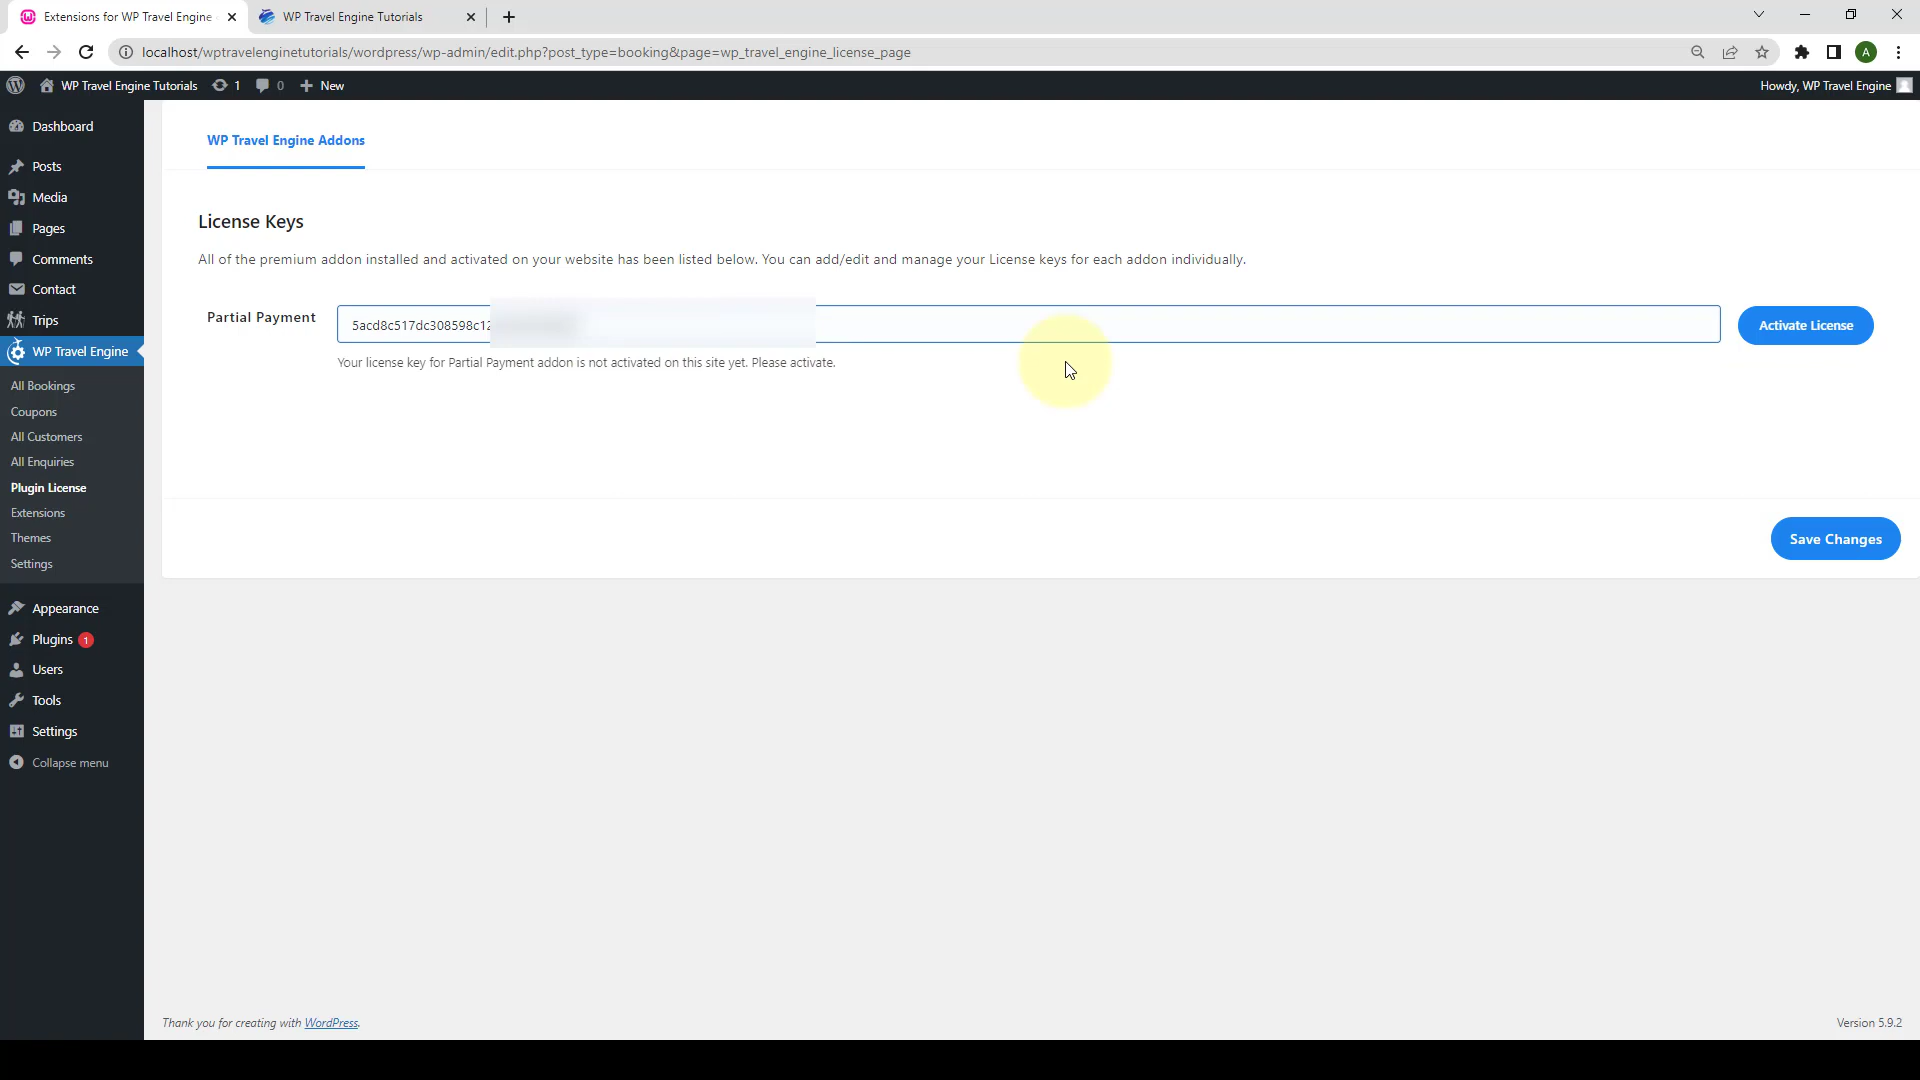 Extensions for WP Travel Engine
WP Travel Engine Tutorials
localhost/wptravelenginetutorials/wordpress/wp-admin/edit.php?post_type=booking&page=wp_travel_engine_license_page
A
WP Travel Engine Tutorials
1
0
New
Howdy, WP Travel Engine
Dashboard
Posts
Media
Pages
Comments
Contact
Trips
WP Travel Engine
All Bookings
Coupons
All Customers
All Enquiries
Plugin License
Extensions
Themes
Settings
Appearance
Plugins 1
Users
Tools
Settings
Collapse menu
WP Travel Engine Addons
License Keys
All of the premium addon installed and activated on your website has been listed below. You can add/edit and manage your License keys for each addon individually.
Partial Payment
5acd8c517dc308598c12
Activate License
Your license key for Partial Payment addon is not activated on this site yet. Please activate.
Save Changes
Thank you for creating with WordPress.
Version 5.9.2